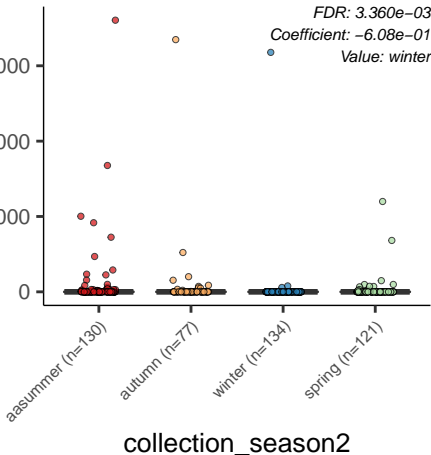 FDR: 3.360e−03
Coefficient: −6.08e−01
Value: winter
000
000
000
0
aasummer (n=130)
autumn (n=77)
winter (n=134)
spring (n=121)
collection_season2